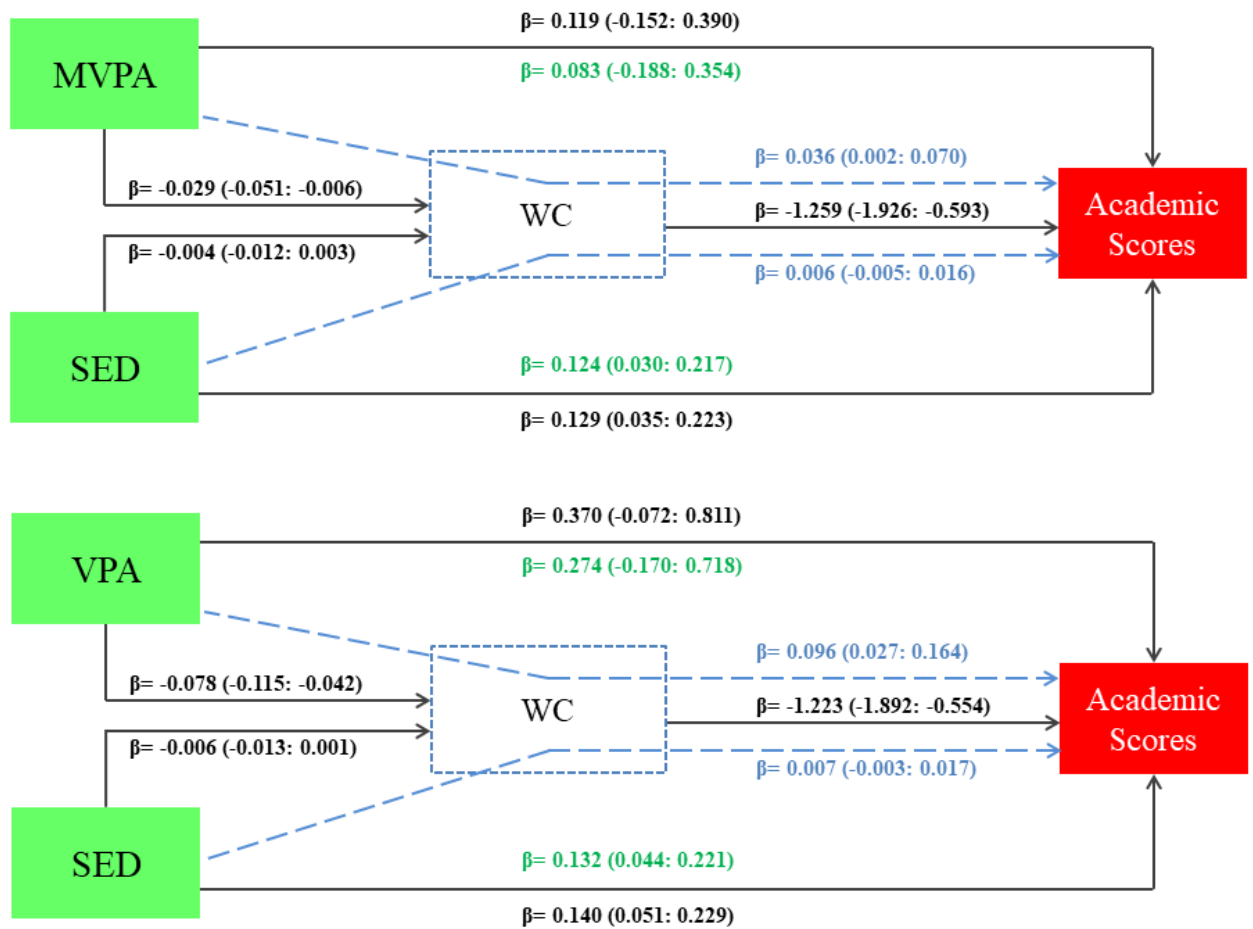 β= 0.119 (-0.152: 0.390)
MVPA
β= 0.083 (-0.188: 0.354)
β= 0.036 (0.002: 0.070)
β= -0.029 (-0.051: -0.006)
WC
β= -1.259 (-1.926: -0.593)
Academic
Scores
β= -0.004 (-0.012: 0.003)
β= 0.006 (-0.005: 0.016)
SED
β= 0.124 (0.030: 0.217)
β= 0.129 (0.035: 0.223)
β= 0.370 (-0.072: 0.811)
VPA
β= 0.274 (-0.170: 0.718)
β= 0.096 (0.027: 0.164)
β= -0.078 (-0.115: -0.042)
WC
β= -1.223 (-1.892: -0.554)
Academic
Scores
β= -0.006 (-0.013: 0.001)
β= 0.007 (-0.003: 0.017)
SED
β= 0.132 (0.044: 0.221)
β= 0.140 (0.051: 0.229)